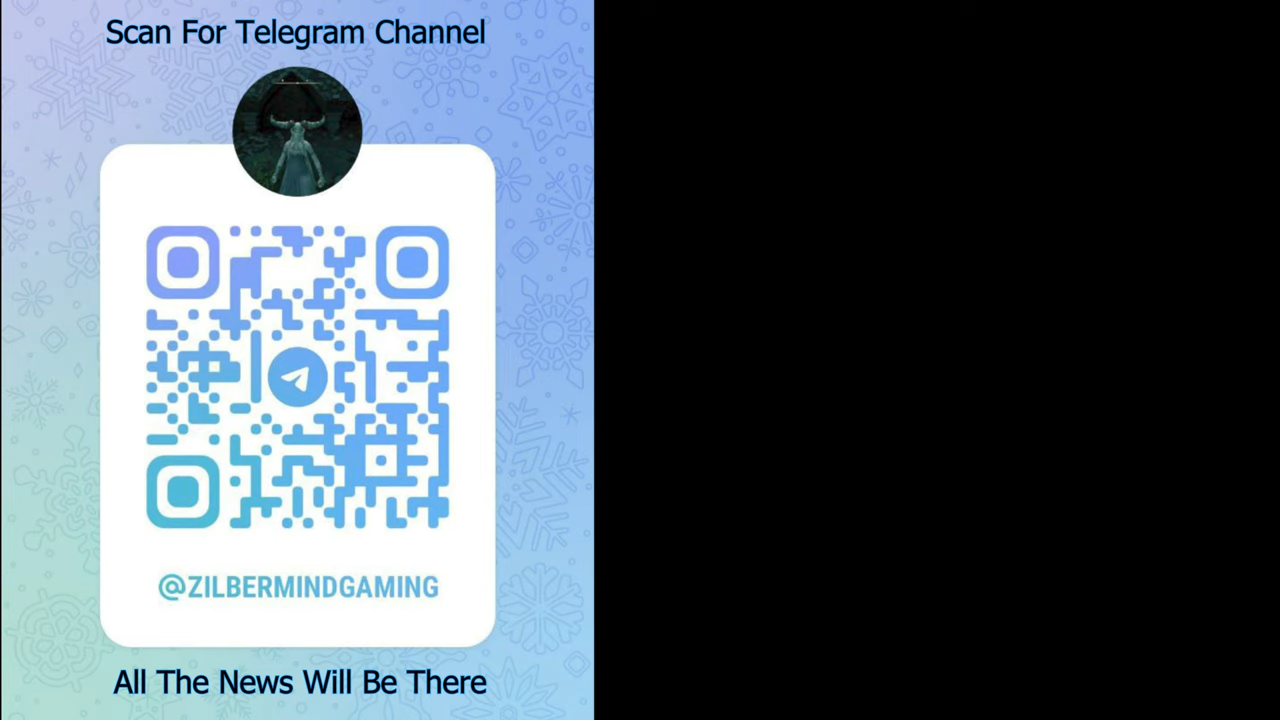 Scan For Telegram Channel
@ZILBERMINDGAMING
All The News Will Be There